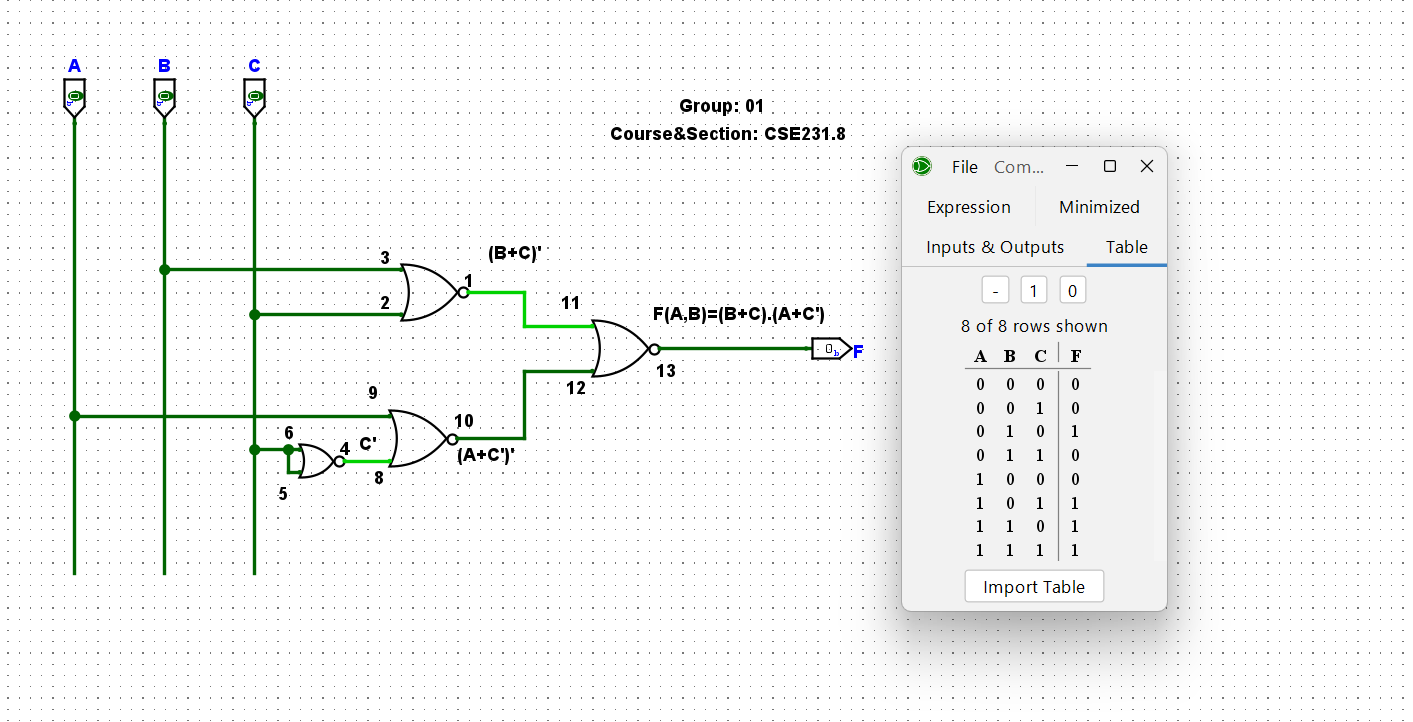 A B C
Group: 01
Course&Section: CSE231.8
3
(B+C)'
1
2
11
F(A,B)=(B+C).(A+C')
0b F
13
12
9
10
6
4 C'
(A+C')'
8
5
File Com...
Expression Minimized
Inputs & Outputs Table
- 1 0
8 of 8 rows shown
A B C F
0 0 0 0
0 0 1 0
0 1 0 1
0 1 1 0
1 0 0 0
1 0 1 1
1 1 0 1
1 1 1 1
Import Table